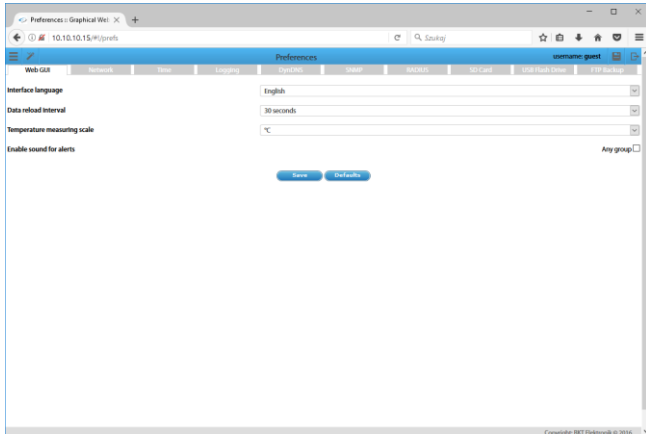 Preferences :: Graphical Wel
10.10.10.15/#!/prefs
Szukaj
Preferences
username: guest
Web GUI Network Time Logging DynDNS SNMP RADIUS SD Card USB Flash Drive FTP Backup
Interface language English
Data reload interval 30 seconds
Temperature measuring scale °C
Enable sound for alerts Any group
Save Defaults
Copyright: BKT Elektronik © 2016